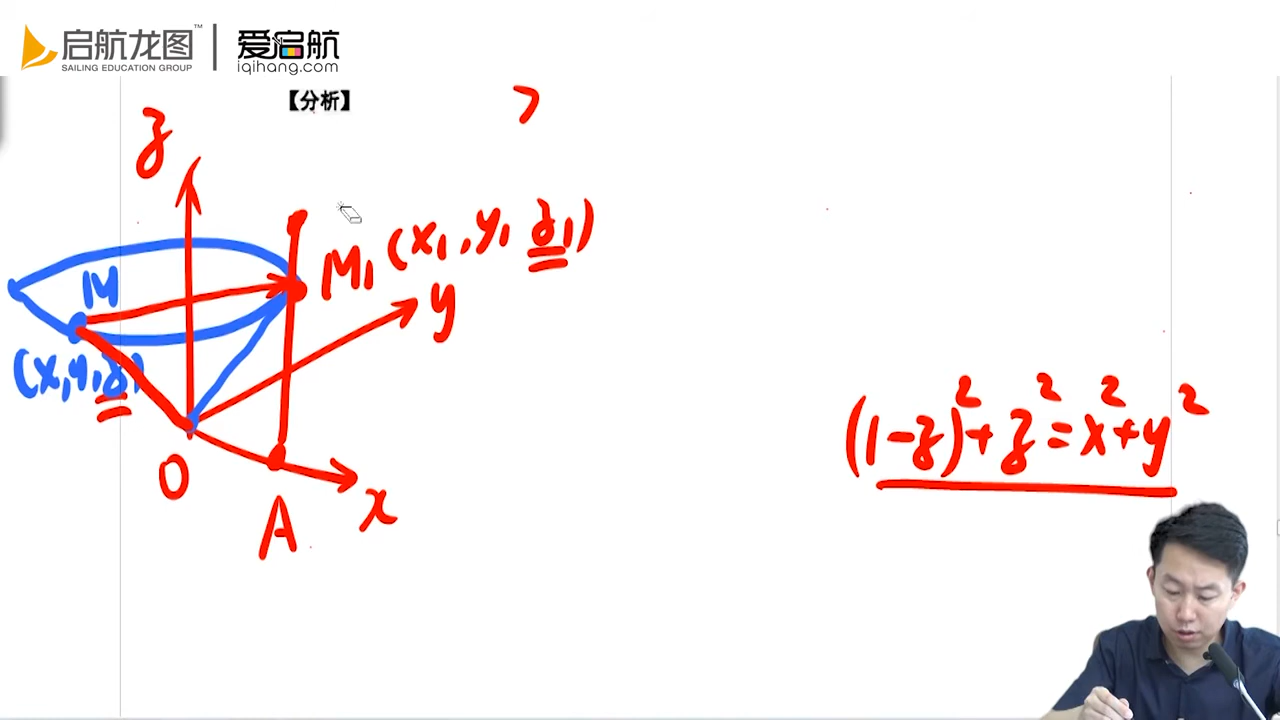 启航龙图™
SAILING EDUCATION GROUP
爱启航
iqihang.com
【分析】
z
M₁(x₁,y₁,z₁)
M
y
(x,y,z)
(1-z)²+z²=x²+y²
O
x
A